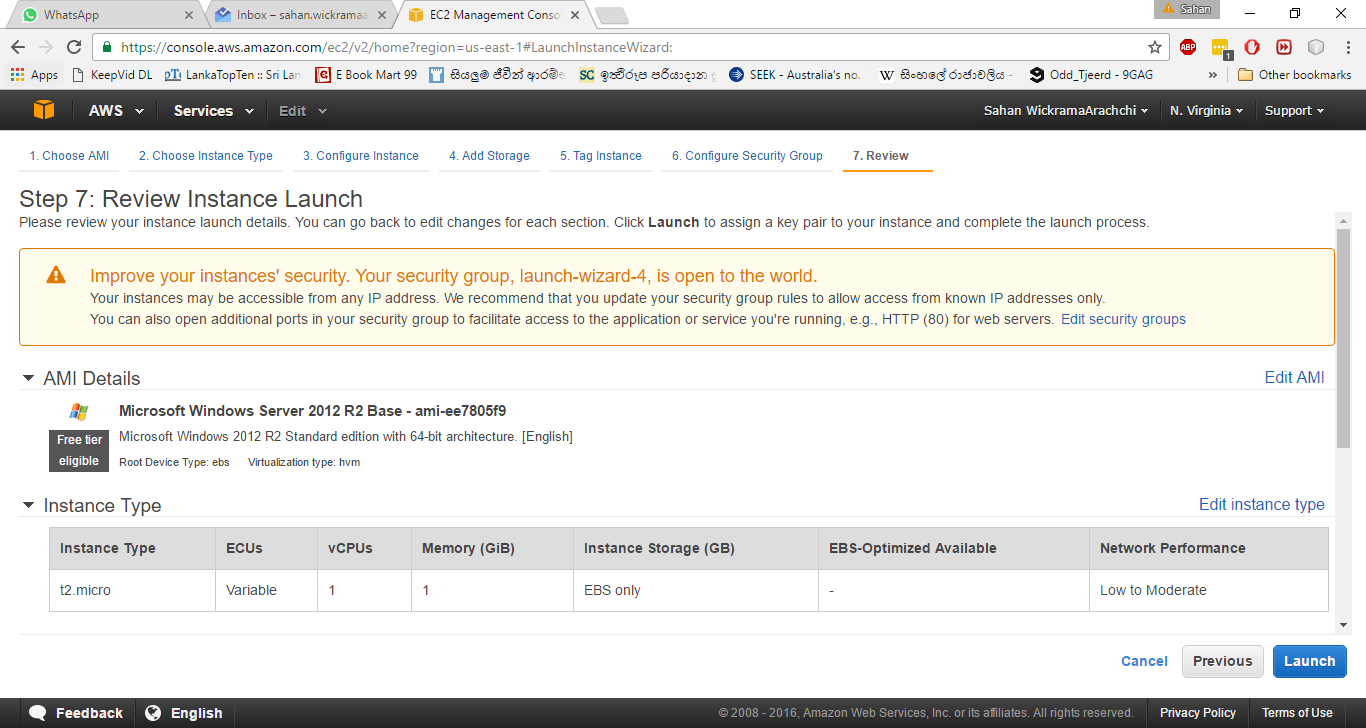 WhatsApp
Inbox – sahan.wickramaa
EC2 Management Conso
Sahan
https://console.aws.amazon.com/ec2/v2/home?region=us-east-1#LaunchInstanceWizard:
ABP
1
Apps
KeepVid DL
LankaTopTen :: Sri Lan
E Book Mart 99
සියලුම ජීවීන් ආරම්භ
SC
SEEK - Australia's no.
W සිංහලේ රාජාවලිය -
Odd_Tjeerd - 9GAG
»
Other bookmarks
AWS
Services
Edit
Sahan WickramaArachchi
N. Virginia
Support
1. Choose AMI
2. Choose Instance Type
3. Configure Instance
4. Add Storage
5. Tag Instance
6. Configure Security Group
7. Review
Step 7: Review Instance Launch
Please review your instance launch details. You can go back to edit changes for each section. Click Launch to assign a key pair to your instance and complete the launch process.
Improve your instances' security. Your security group, launch-wizard-4, is open to the world.
Your instances may be accessible from any IP address. We recommend that you update your security group rules to allow access from known IP addresses only.
You can also open additional ports in your security group to facilitate access to the application or service you're running, e.g., HTTP (80) for web servers. Edit security groups
AMI Details
Edit AMI
Microsoft Windows Server 2012 R2 Base - ami-ee7805f9
Free tier
eligible
Microsoft Windows 2012 R2 Standard edition with 64-bit architecture. [English]
Root Device Type: ebs Virtualization type: hvm
Instance Type
Edit instance type
Instance Type ECUs vCPUs Memory (GiB) Instance Storage (GB) EBS-Optimized Available Network Performance
t2.micro Variable 1 1 EBS only - Low to Moderate
Cancel
Previous
Launch
Feedback
English
© 2008 - 2016, Amazon Web Services, Inc. or its affiliates. All rights reserved.
Privacy Policy
Terms of Use